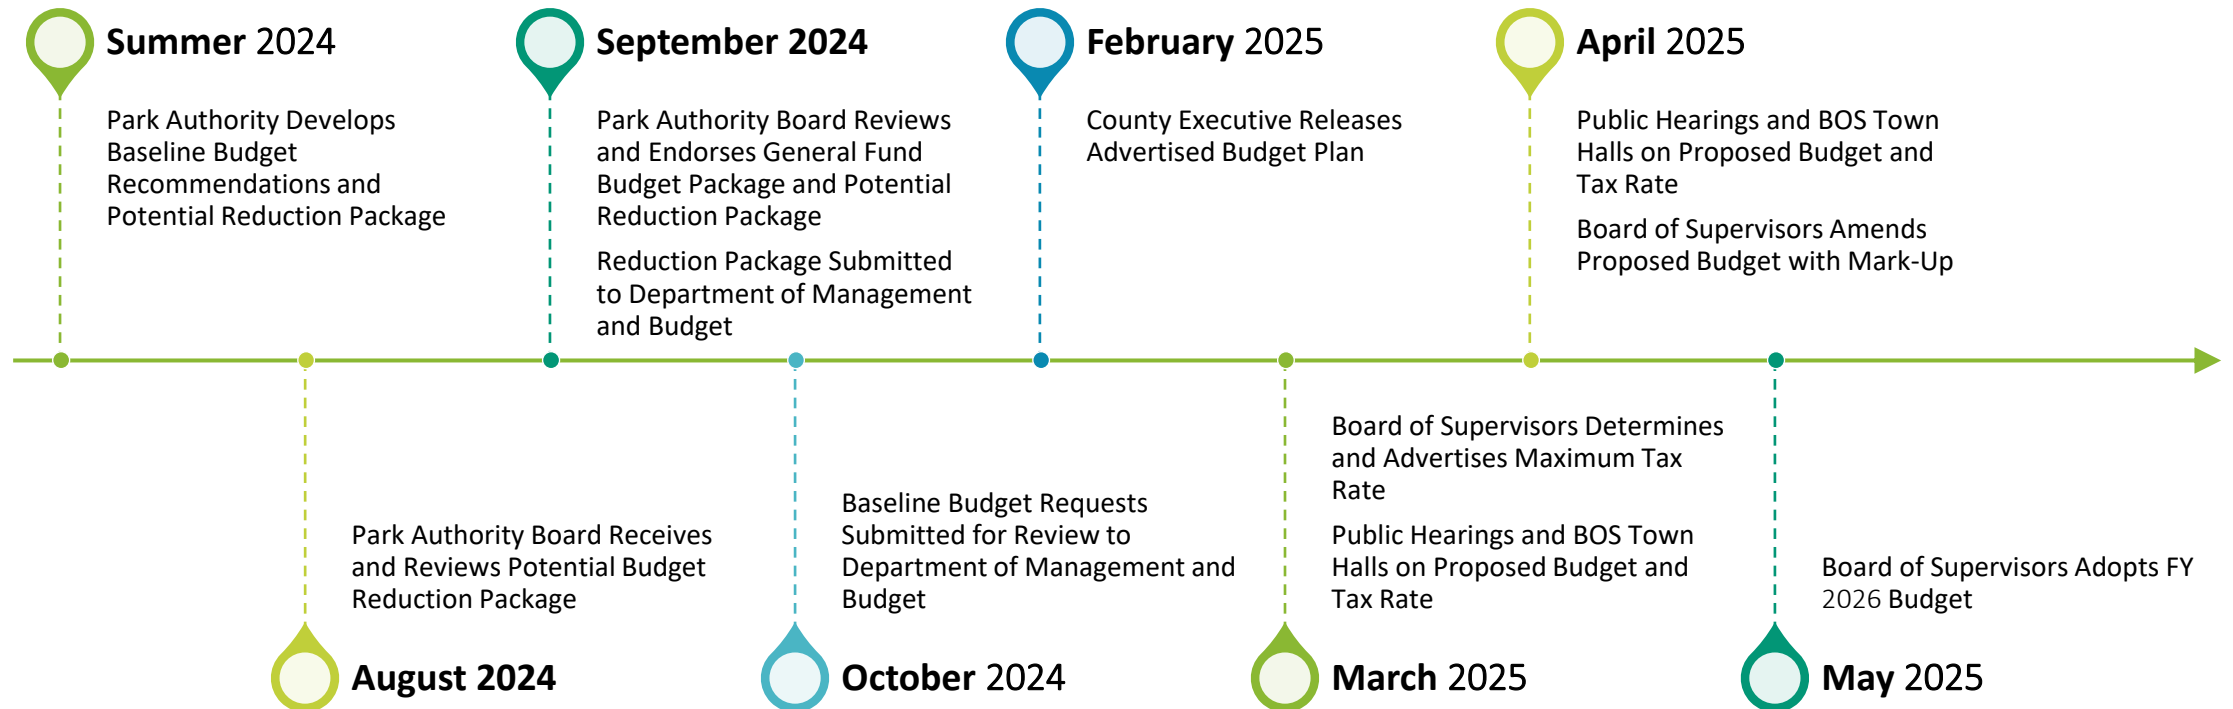 Summer 2024
Park Authority Develops
Baseline Budget
Recommendations and
Potential Reduction Package
August 2024
Park Authority Board Receives
and Reviews Potential Budget
Reduction Package
September 2024
Park Authority Board Reviews
and Endorses General Fund
Budget Package and Potential
Reduction Package
Reduction Package Submitted
to Department of Management
and Budget
October 2024
Baseline Budget Requests
Submitted for Review to
Department of Management and
Budget
February 2025
County Executive Releases
Advertised Budget Plan
March 2025
Board of Supervisors Determines
and Advertises Maximum Tax
Rate
Public Hearings and BOS Town
Halls on Proposed Budget and
Tax Rate
April 2025
Public Hearings and BOS Town
Halls on Proposed Budget and
Tax Rate
Board of Supervisors Amends
Proposed Budget with Mark-Up
May 2025
Board of Supervisors Adopts FY
2026 Budget